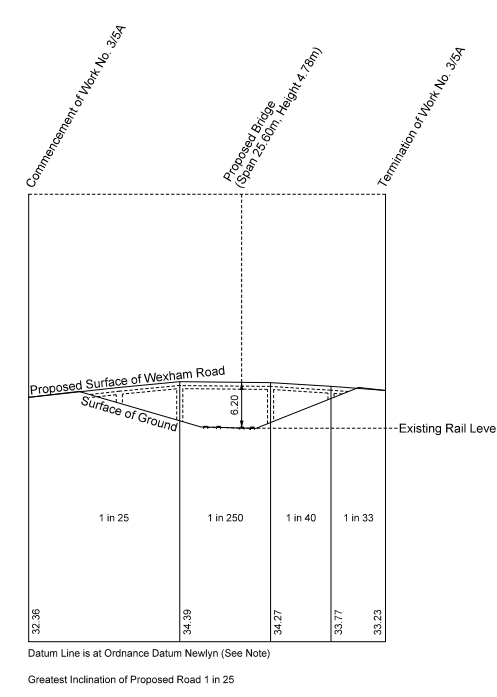 Commencement of Work No. 3/5A
Proposed Bridge
(Span 25.60m, Height 4.78m)
Termination of Work No. 3/5A
Proposed Surface of Wexham Road
Surface of Ground
6.20
Existing Rail Leve
1 in 25
1 in 250
1 in 40
1 in 33
32.36
34.39
34.27
33.77
33.23
Datum Line is at Ordnance Datum Newlyn (See Note)
Greatest Inclination of Proposed Road 1 in 25